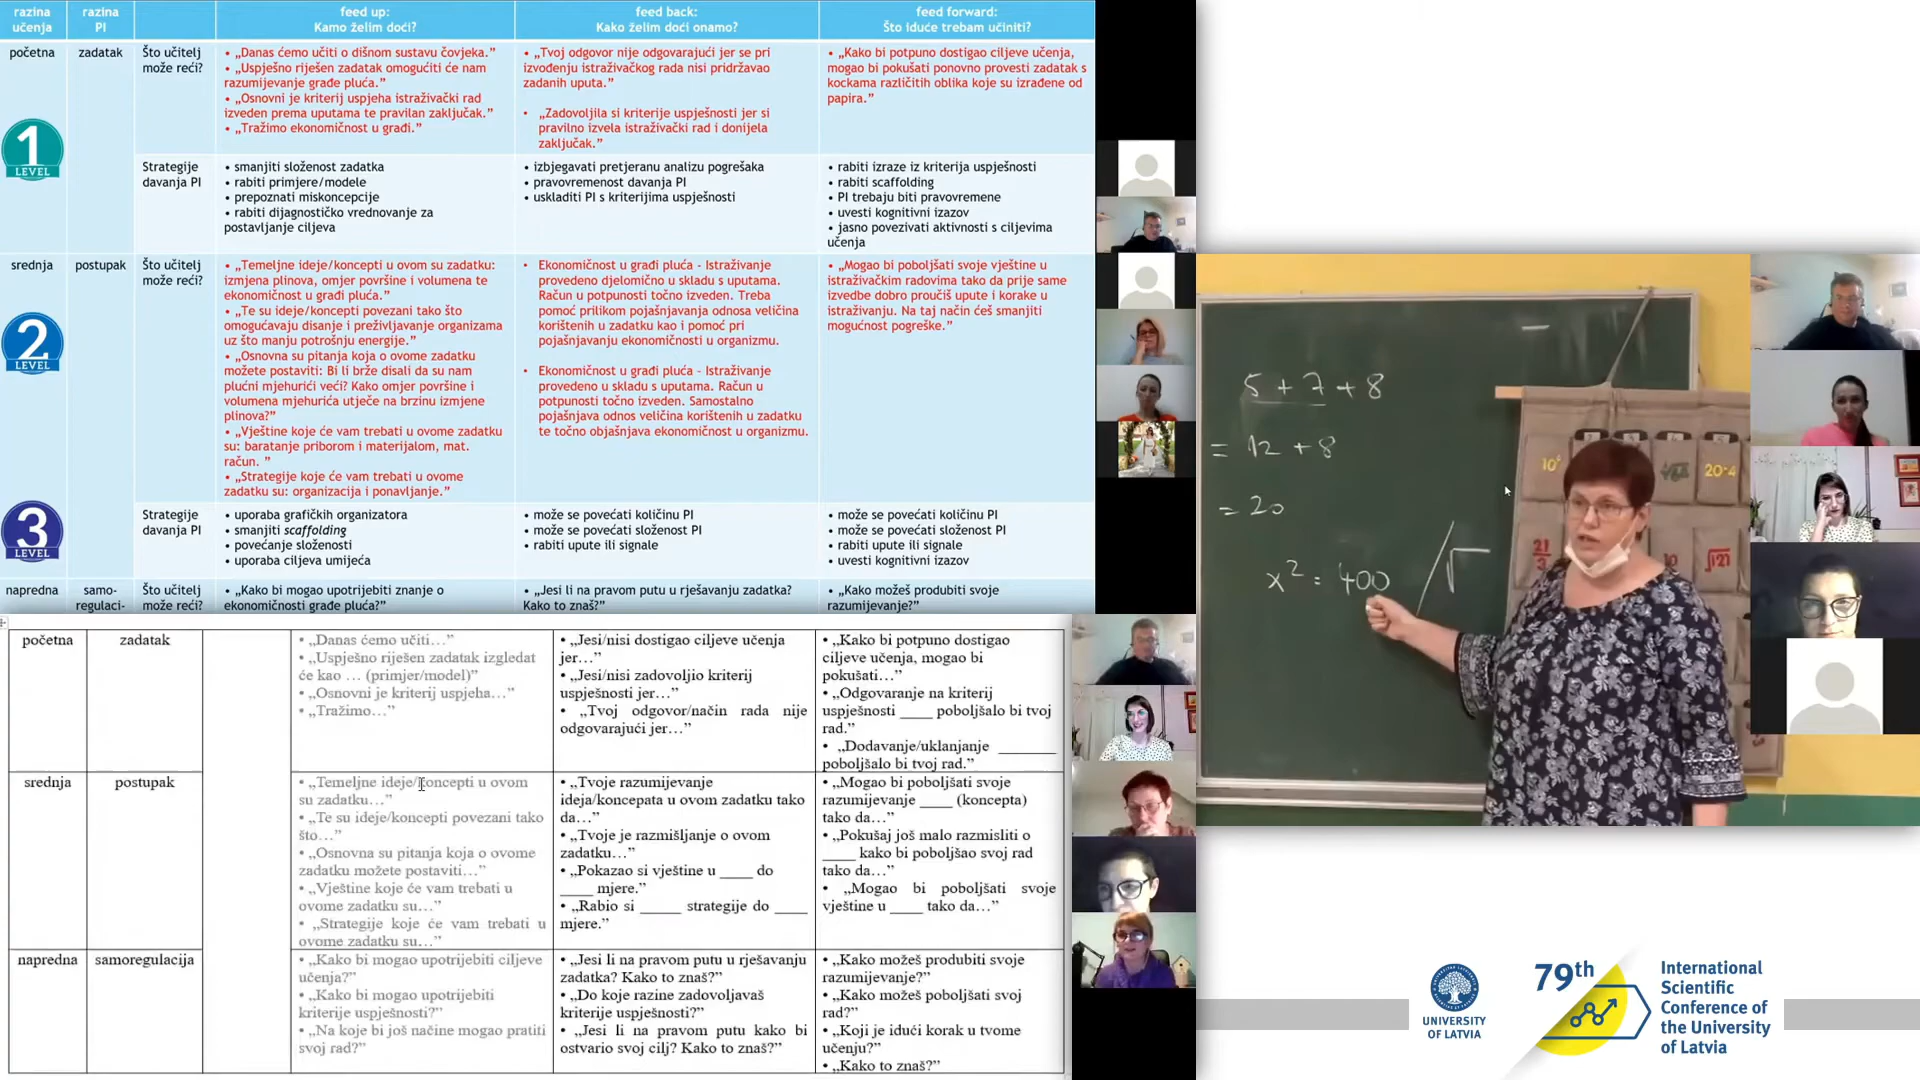 razina
učenja
razina
PI
feed up:
Kamo želim doći?
feed back:
Kako želim doći onamo?
feed forward:
Što iduće trebam učiniti?
početna
zadatak
Što učitelj
može reći?
• „Danas ćemo učiti o dišnom sustavu čovjeka.”
• „Uspješno riješen zadatak omogućiti će nam
razumijevanje građe pluća.”
• „Osnovni je kriterij uspjeha istraživački rad
izveden prema uputama te pravilan zaključak.”
• „Tražimo ekonomičnost u građi.”
• „Tvoj odgovor nije odgovarajući jer se pri
izvođenju istraživačkog rada nisi pridržavao
zadanih uputa.”
• „Zadovoljila si kriterije uspješnosti jer si
pravilno izvela istraživački rad i donijela
zaključak.”
• „Kako bi potpuno dostigao ciljeve učenja,
mogao bi pokušati ponovno provesti zadatak s
kockama različitih oblika koje su izrađene od
papira.”
1
LEVEL
Strategije
davanja PI
• smanjiti složenost zadatka
• rabiti primjere/modele
• prepoznati miskoncepcije
• rabiti dijagnostičko vrednovanje za
postavljanje ciljeva
• izbjegavati pretjeranu analizu pogrešaka
• pravovremenost davanja PI
• uskladiti PI s kriterijima uspješnosti
• rabiti izraze iz kriterija uspješnosti
• rabiti scaffolding
• PI trebaju biti pravovremene
• uvesti kognitivni izazov
• jasno povezivati aktivnosti s ciljevima
učenja
srednja
postupak
Što učitelj
može reći?
• „Temeljne ideje/koncepti u ovom su zadatku:
izmjena plinova, omjer površine i volumena te
ekonomičnost u građi pluća.”
• „Te su ideje/koncepti povezani tako što
omogućavaju disanje i preživljavanje organizama
uz što manju potrošnju energije.”
• „Osnovna su pitanja koja o ovome zadatku
možete postaviti: Bi li brže disali da su nam
plućni mjehurići veći? Kako omjer površine i
volumena mjehurića utječe na brzinu izmjene
plinova?”
• „Vještine koje će vam trebati u ovome zadatku
su: baratanje priborom i materijalom, mat.
račun. ”
• „Strategije koje će vam trebati u ovome
zadatku su: organizacija i ponavljanje.”
• Ekonomičnost u građi pluća - Istraživanje
provedeno djelomično u skladu s uputama.
Račun u potpunosti točno izveden. Treba
pomoć prilikom pojašnjavanja odnosa veličina
korištenih u zadatku kao i pomoć pri
pojašnjavanju ekonomičnosti u organizmu.
• Ekonomičnost u građi pluća - Istraživanje
provedeno u skladu s uputama. Račun u
potpunosti točno izveden. Samostalno
pojašnjava odnos veličina korištenih u zadatku
te točno objašnjava ekonomičnost u organizmu.
• „Mogao bi poboljšati svoje vještine u
istraživačkim radovima tako da prije same
izvedbe dobro proučiš upute i korake u
istraživanju. Na taj način ćeš smanjiti
mogućnost pogreške.”
2
LEVEL
Strategije
davanja PI
• uporaba grafičkih organizatora
• smanjiti scaffolding
• povećanje složenosti
• uporaba ciljeva umijeća
• može se povećati količinu PI
• može se povećati složenost PI
• rabiti upute ili signale
• može se povećati količinu PI
• može se povećati složenost PI
• rabiti upute ili signale
• uvesti kognitivni izazov
3
LEVEL
napredna
samo-
regulaci-
Što učitelj
može reći?
• „Kako bi mogao upotrijebiti znanje o
ekonomičnosti građe pluća?”
• „Jesi li na pravom putu u rješavanju zadatka?
Kako to znaš?”
• „Kako možeš produbiti svoje
razumijevanje?”
početna
zadatak
• „Danas ćemo učiti…”
• „Uspješno riješen zadatak izgledat
će kao … (primjer/model)”
• „Osnovni je kriterij uspjeha…”
• „Tražimo…”
• „Jesi/nisi dostigao ciljeve učenja
jer…”
• „Jesi/nisi zadovoljio kriterij
uspješnosti jer…”
• „Tvoj odgovor/način rada nije
odgovarajući jer…”
• „Kako bi potpuno dostigao
ciljeve učenja, mogao bi
pokušati…”
• „Odgovaranje na kriterij
uspješnosti ____ poboljšalo bi tvoj
rad.”
• „Dodavanje/uklanjanje ______
poboljšalo bi tvoj rad.”
srednja
postupak
• „Temeljne ideje/koncepti u ovom
su zadatku…”
• „Te su ideje/koncepti povezani tako
što…”
• „Osnovna su pitanja koja o ovome
zadatku možete postaviti…”
• „Vještine koje će vam trebati u
ovome zadatku su…”
• „Strategije koje će vam trebati u
ovome zadatku su…”
• „Tvoje razumijevanje
ideja/koncepata u ovom zadatku tako
da…”
• „Tvoje je razmišljanje o ovom
zadatku…”
• „Pokazao si vještine u ____ do
____ mjere.”
• „Rabio si _____ strategije do ____
mjere.”
• „Mogao bi poboljšati svoje
razumijevanje ____ (koncepta)
tako da…”
• „Pokušaj još malo razmisliti o
____ kako bi poboljšao svoj rad
tako da…”
• „Mogao bi poboljšati svoje
vještine u ____ tako da…”
napredna
samoregulacija
• „Kako bi mogao upotrijebiti ciljeve
učenja?”
• „Kako bi mogao upotrijebiti
kriterije uspješnosti?”
• „Na koje bi još načine mogao pratiti
svoj rad?”
• „Jesi li na pravom putu u rješavanju
zadatka? Kako to znaš?”
• „Do koje razine zadovoljavaš
kriterije uspješnosti?”
• „Jesi li na pravom putu kako bi
ostvario svoj cilj? Kako to znaš?”
• „Kako možeš produbiti svoje
razumijevanje?”
• „Kako možeš poboljšati svoj
rad?”
• „Koji je idući korak u tvome
učenju?”
• „Kako to znaš?”
5 + 7 + 8
= 12 + 8
= 20
x² = 400 /√
20·4
√121
UNIVERSITY
OF LATVIA
79th
International
Scientific
Conference of
the University
of Latvia